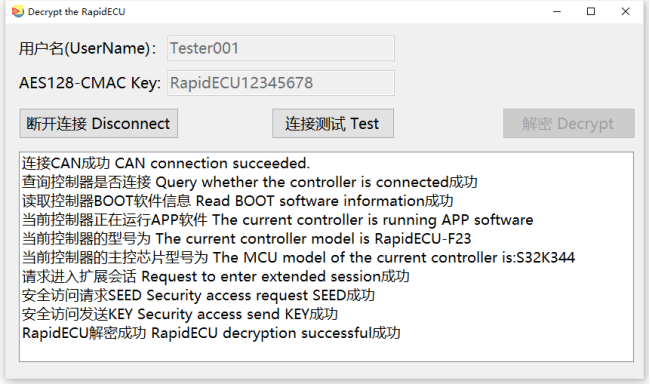 Decrypt the RapidECU
用户名(UserName): Tester001
AES128-CMAC Key: RapidECU12345678
断开连接 Disconnect 连接测试 Test 解密 Decrypt
连接CAN成功 CAN connection succeeded.
查询控制器是否连接 Query whether the controller is connected成功
读取控制器BOOT软件信息 Read BOOT software information成功
当前控制器正在运行APP软件 The current controller is running APP software
当前控制器的型号为 The current controller model is RapidECU-F23
当前控制器的主控芯片型号为 The MCU model of the current controller is:S32K344
请求进入扩展会话 Request to enter extended session成功
安全访问请求SEED Security access request SEED成功
安全访问发送KEY Security access send KEY成功
RapidECU解密成功 RapidECU decryption successful成功